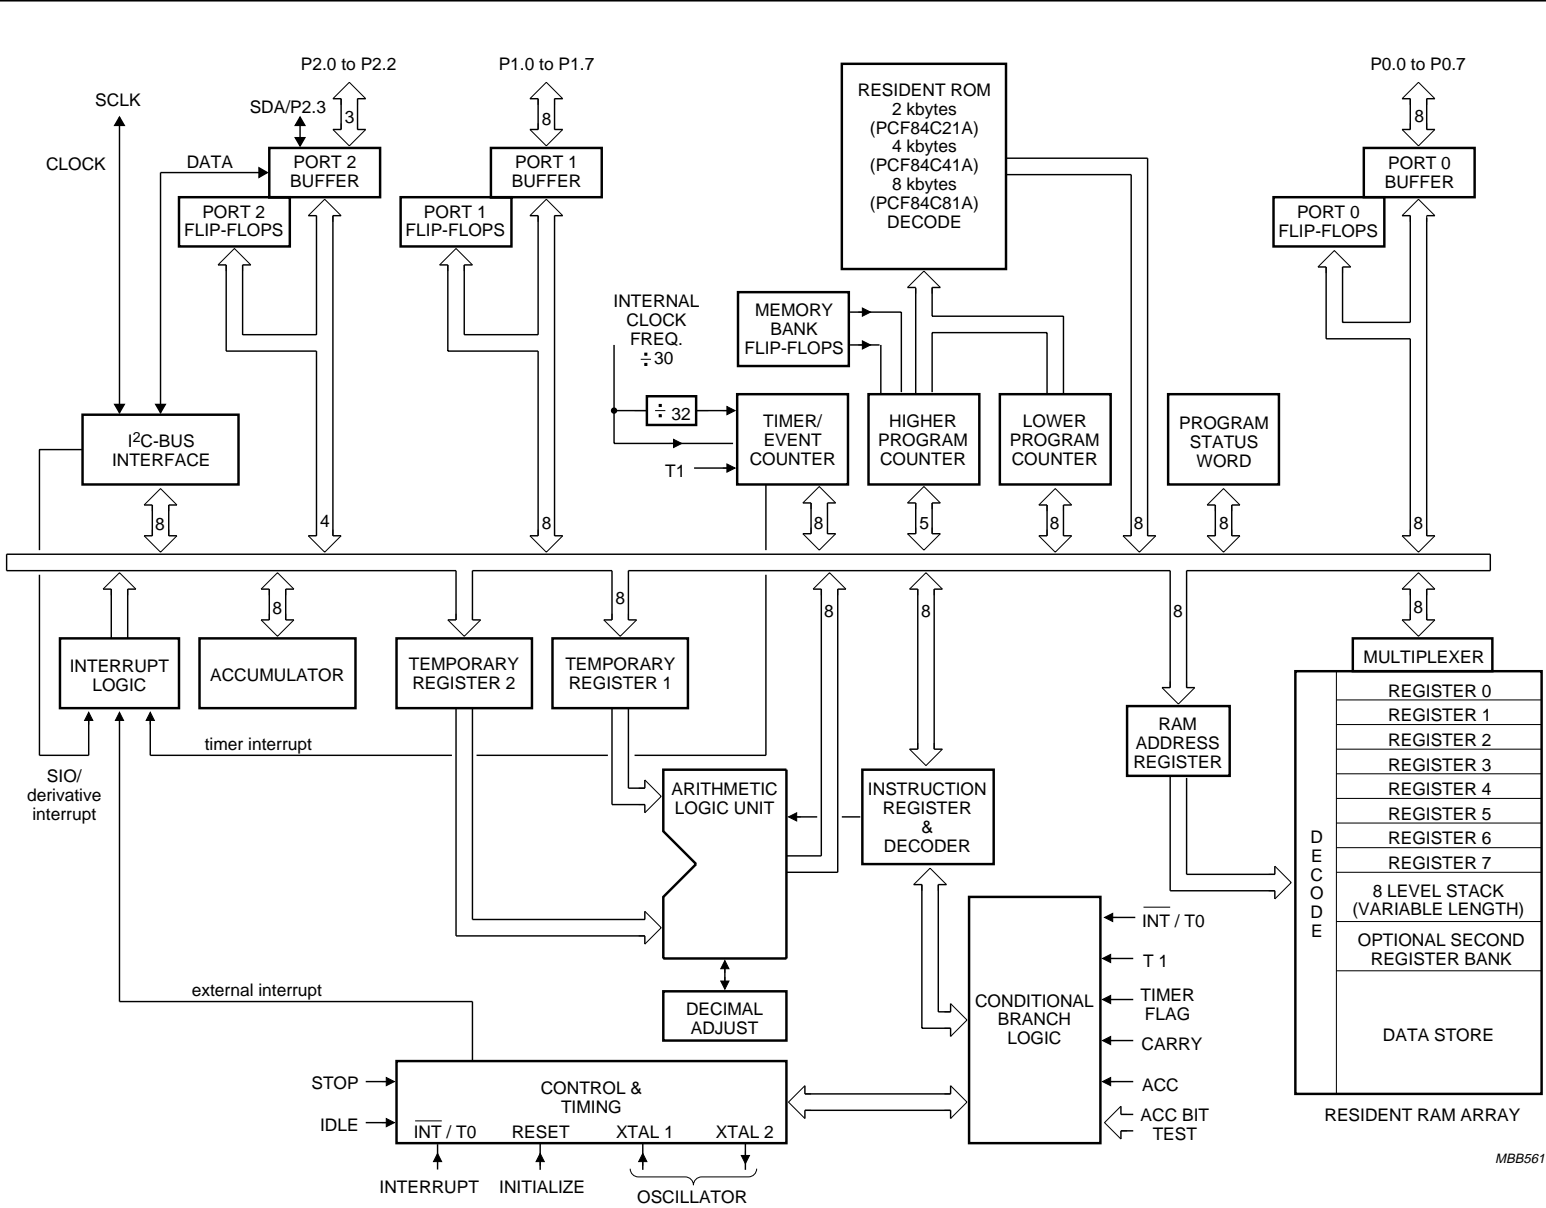 P2.0 to P2.2
P1.0 to P1.7
P0.0 to P0.7
SCLK
SDA/P2.3
3
8
8
CLOCK
DATA
PORT 2
BUFFER
PORT 2
FLIP-FLOPS
PORT 1
BUFFER
PORT 1
FLIP-FLOPS
RESIDENT ROM
2 kbytes
(PCF84C21A)
4 kbytes
(PCF84C41A)
8 kbytes
(PCF84C81A)
DECODE
PORT 0
BUFFER
PORT 0
FLIP-FLOPS
INTERNAL
CLOCK
FREQ.
÷30
MEMORY
BANK
FLIP-FLOPS
÷ 32
T1
I²C-BUS
INTERFACE
TIMER/
EVENT
COUNTER
HIGHER
PROGRAM
COUNTER
LOWER
PROGRAM
COUNTER
PROGRAM
STATUS
WORD
8
4
8
8
5
8
8
8
8
8
8
8
8
8
8
INTERRUPT
LOGIC
ACCUMULATOR
TEMPORARY
REGISTER 2
TEMPORARY
REGISTER 1
MULTIPLEXER
timer interrupt
SIO/
derivative
interrupt
ARITHMETIC
LOGIC UNIT
INSTRUCTION
REGISTER
&
DECODER
RAM
ADDRESS
REGISTER
DECODE
REGISTER 0
REGISTER 1
REGISTER 2
REGISTER 3
REGISTER 4
REGISTER 5
REGISTER 6
REGISTER 7
8 LEVEL STACK
(VARIABLE LENGTH)
OPTIONAL SECOND
REGISTER BANK
DATA STORE
RESIDENT RAM ARRAY
external interrupt
DECIMAL
ADJUST
CONDITIONAL
BRANCH
LOGIC
I̅N̅T̅ / T0
T 1
TIMER
FLAG
CARRY
ACC
ACC BIT
TEST
STOP
IDLE
CONTROL &
TIMING
I̅N̅T̅ / T0
RESET
XTAL 1
XTAL 2
INTERRUPT
INITIALIZE
OSCILLATOR
MBB561